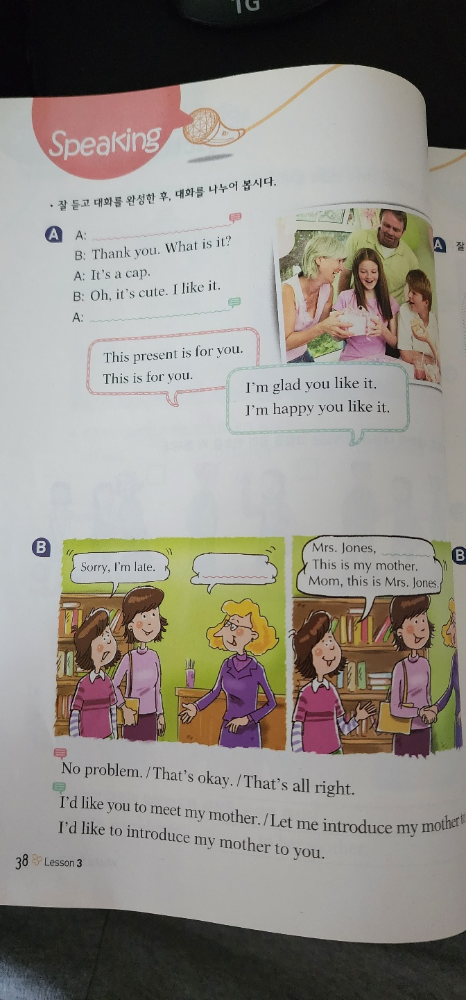 1G
Speaking
• 잘 듣고 대화를 완성한 후, 대화를 나누어 봅시다.
A
A:
B: Thank you. What is it?
A: It's a cap.
B: Oh, it's cute. I like it.
A:
This present is for you.
This is for you.
I'm glad you like it.
I'm happy you like it.
A 잘
B
Sorry, I'm late.
Mrs. Jones,
This is my mother.
Mom, this is Mrs. Jones.
B
No problem. / That's okay. / That's all right.
I'd like you to meet my mother. / Let me introduce my mother to
I'd like to introduce my mother to you.
38 Lesson 3